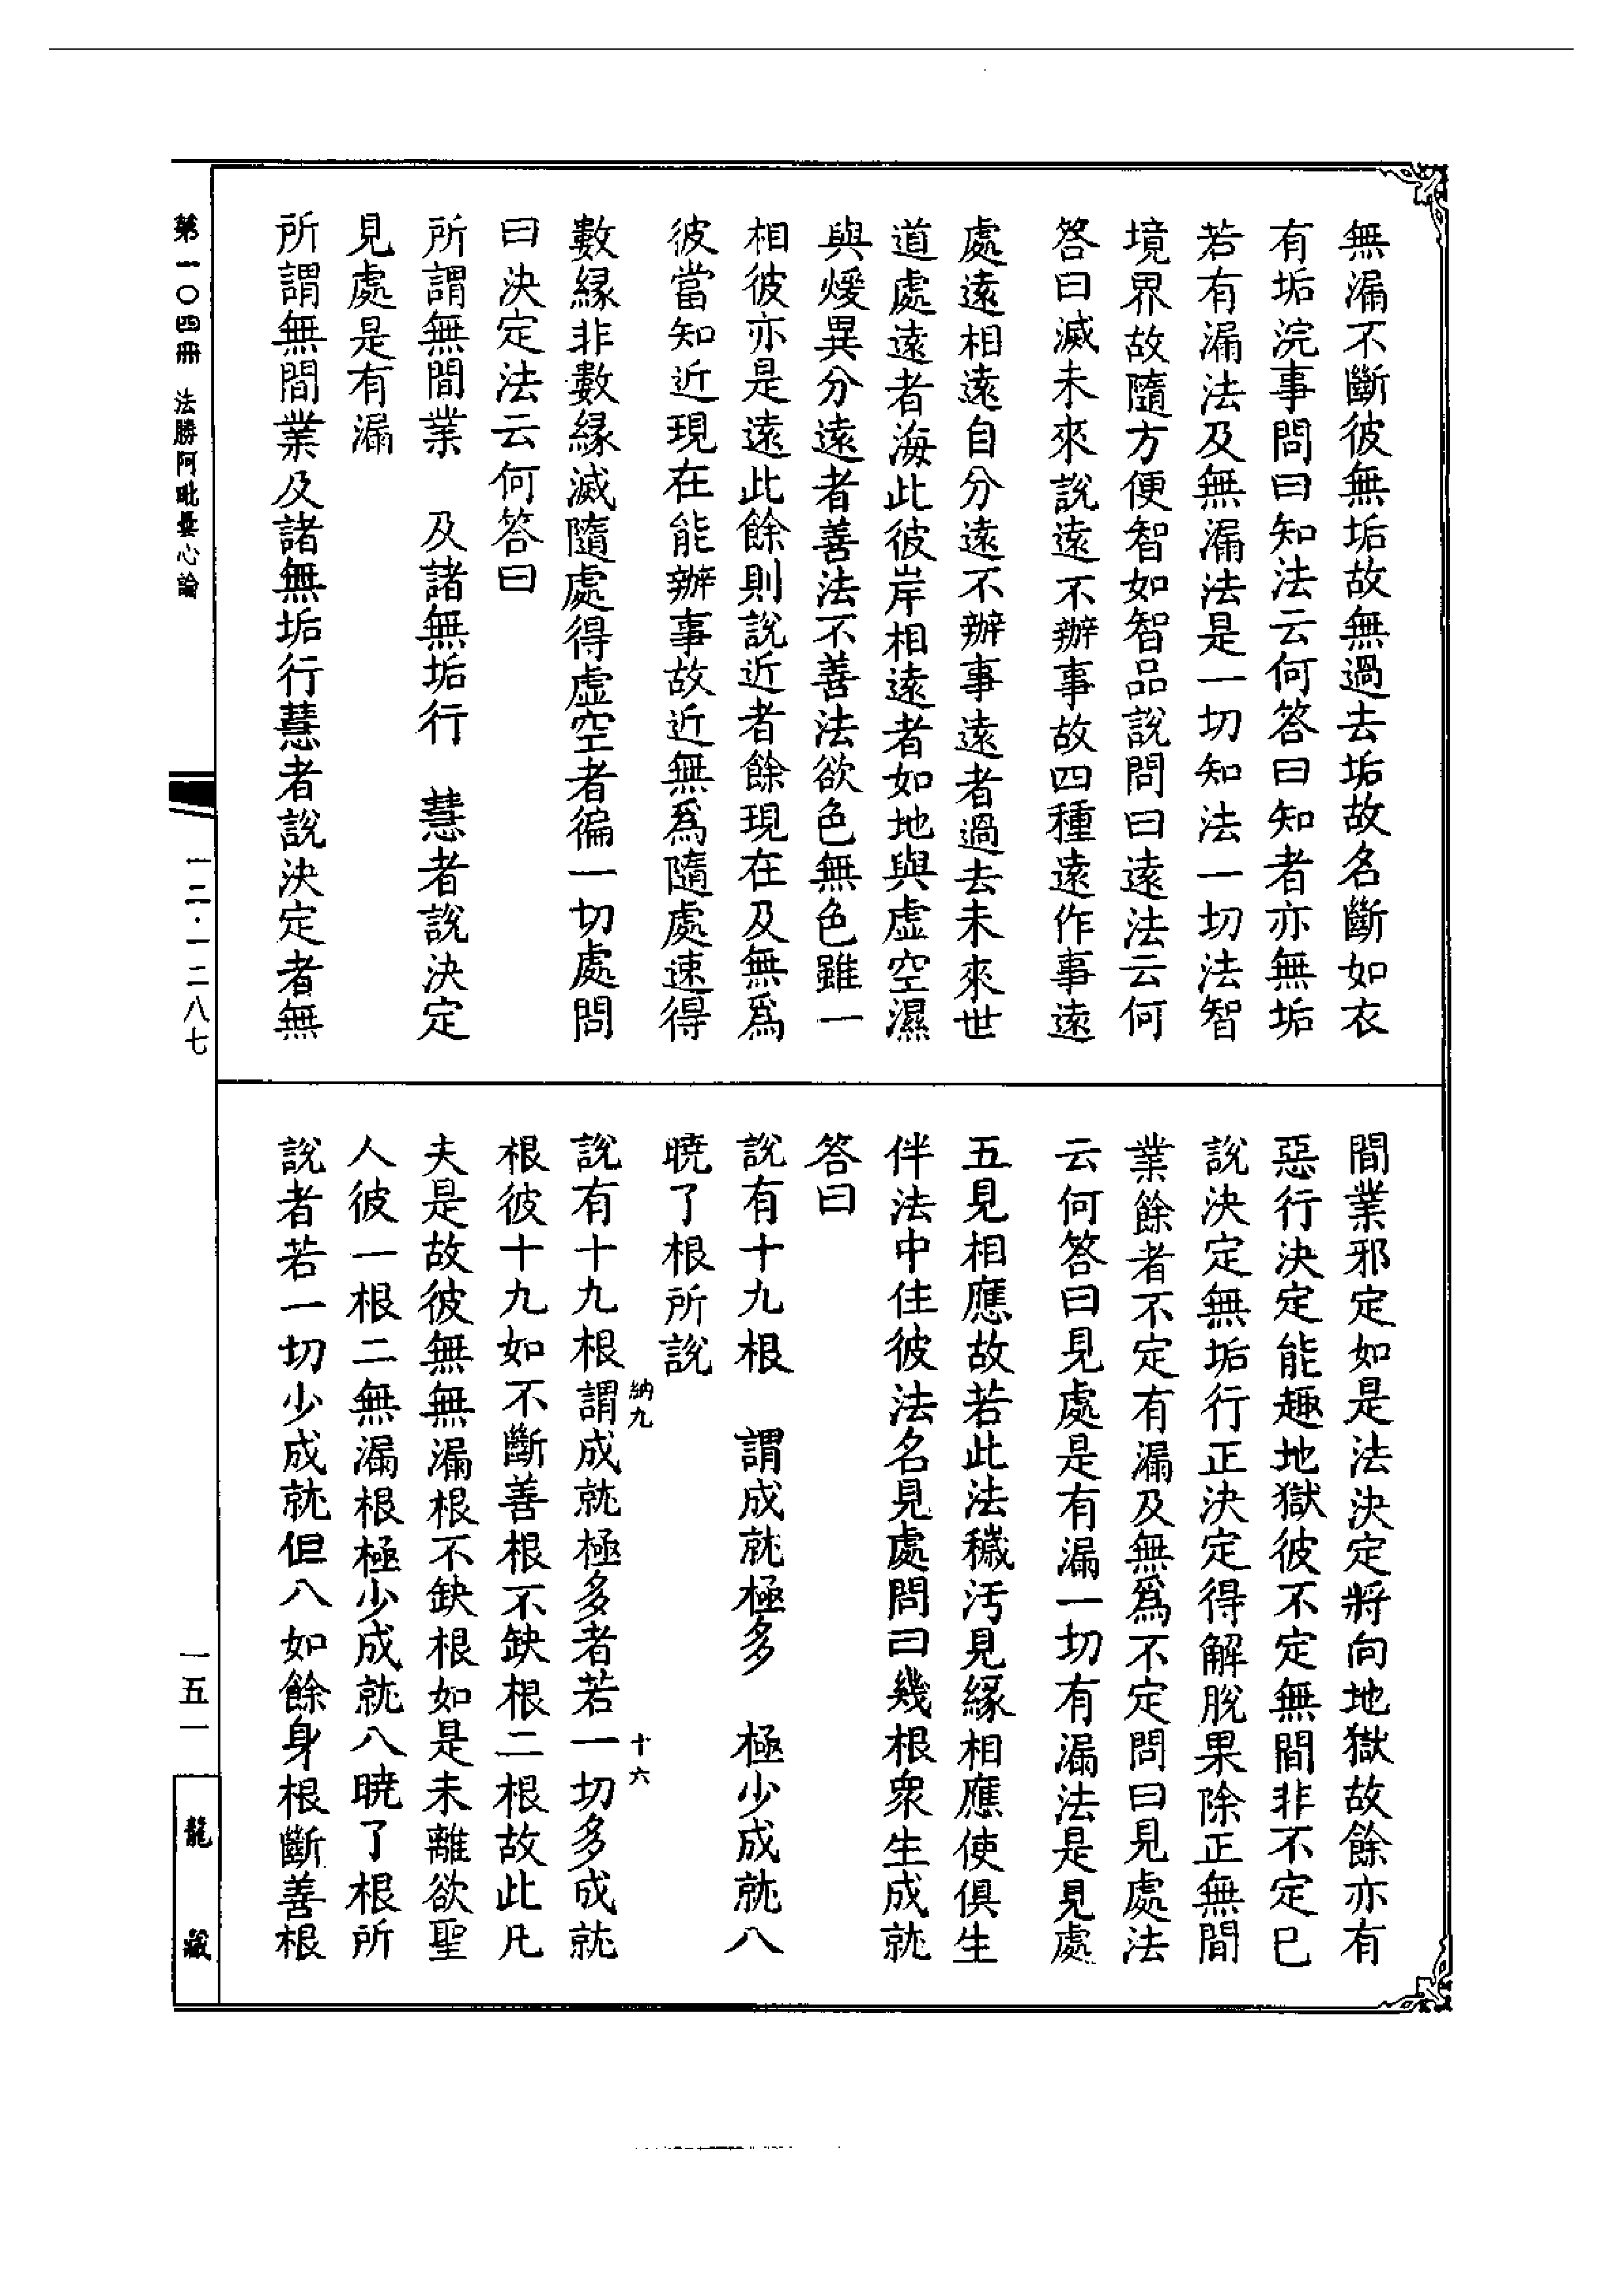 無漏不斷彼無垢故無過去垢故名斷如衣
有垢浣事問曰知法云何答曰知者亦無垢
若有漏法及無漏法是一切知法一切法智
境界故隨方便智如智品說問曰遠法云何
答曰滅未來說遠不辦事故四種遠作事遠
處遠相遠自分遠不辦事遠者過去未來世
道處遠者海此彼岸相遠者如地與虛空濕
與煖異分遠者善法不善法欲色無色雖一
相彼亦是遠此餘則說近者餘現在及無爲
彼當知近現在能辦事故近無爲隨處速得
數緣非數緣滅隨處得虛空者徧一切處問
曰決定法云何答曰
所謂無間業　及諸無垢行　慧者說決定
見處是有漏
所謂無間業及諸無垢行慧者說決定者無
間業邪定如是法決定將向地獄故餘亦有
惡行決定能趣地獄彼不定無間非不定已
說決定無垢行正決定得解脫果除正無間
業餘者不定有漏及無爲不定問曰見處法
云何答曰見處是有漏一切有漏法是見處
五見相應故若此法穢汚見緣相應使俱生
伴法中住彼法名見處問曰幾根衆生成就
答曰
說有十九根　謂成就極多　極少成就八
曉了根所說
納九
十六
說有十九根謂成就極多者若一切多成就
根彼十九如不斷善根不缺根二根故此凡
夫是故彼無無漏根不缺根如是未離欲聖
人彼一根二無漏根極少成就八曉了根所
說者若一切少成就但八如餘身根斷善根
第一〇四冊　法勝阿毗曇心論
一二·一二八七
一五一
龍藏